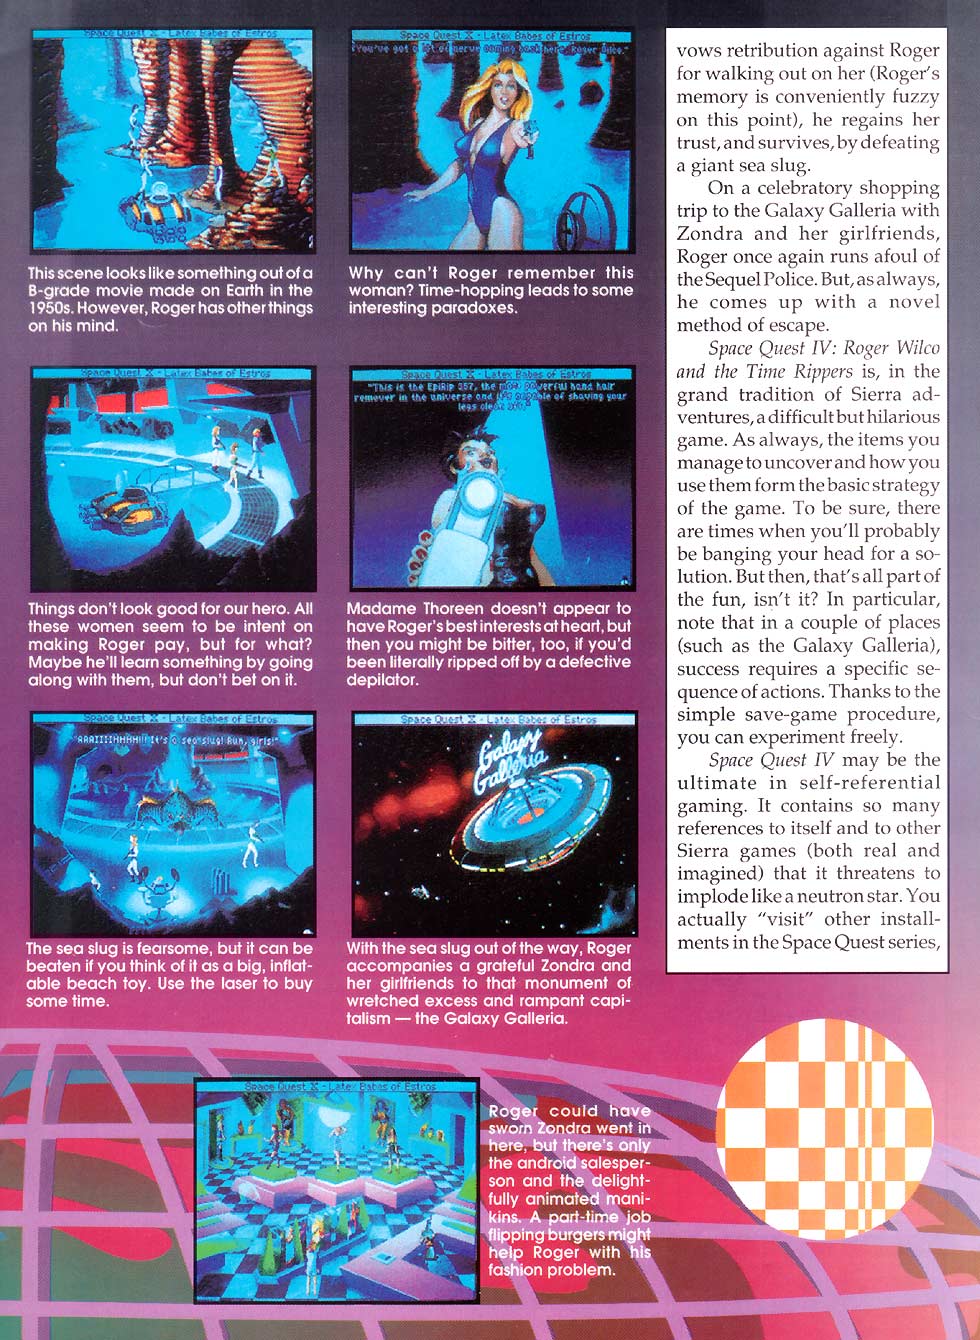 Space Quest X - Latex Babes of Estros
This scene looks like something out of a
B-grade movie made on Earth in the
1950s. However, Roger has other things
on his mind.
Space Quest X - Latex Babes of Estros
"You've got a lot of nerve coming back here, Roger Wilco."
Why can't Roger remember this
woman? Time-hopping leads to some
interesting paradoxes.
Space Quest X - Latex Babes of Estros
Things don't look good for our hero. All
these women seem to be intent on
making Roger pay, but for what?
Maybe he'll learn something by going
along with them, but don't bet on it.
Space Quest X - Latex Babes of Estros
"This is the EpiRip 357, the most powerful hand hair
remover in the universe and it's capable of shaving your
legs clean off."
Madame Thoreen doesn't appear to
have Roger's best interests at heart, but
then you might be bitter, too, if you'd
been literally ripped off by a defective
depilator.
Space Quest X - Latex Babes of Estros
It's a sea slug! Run, girls!"
The sea slug is fearsome, but it can be
beaten if you think of it as a big, inflat-
able beach toy. Use the laser to buy
some time.
Space Quest X - Latex Babes of Estros
Galaxy
Galleria
With the sea slug out of the way, Roger
accompanies a grateful Zondra and
her girlfriends to that monument of
wretched excess and rampant capi-
talism — the Galaxy Galleria.
Space Quest X - Latex Babes of Estros
Roger could have
sworn Zondra went in
here, but there's only
the android salesper-
son and the delight-
fully animated mani-
kins. A part-time job
flipping burgers might
help Roger with his
fashion problem.
vows retribution against Roger
for walking out on her (Roger's
memory is conveniently fuzzy
on this point), he regains her
trust, and survives, by defeating
a giant sea slug.
On a celebratory shopping
trip to the Galaxy Galleria with
Zondra and her girlfriends,
Roger once again runs afoul of
the Sequel Police. But, as always,
he comes up with a novel
method of escape.
Space Quest IV: Roger Wilco
and the Time Rippers is, in the
grand tradition of Sierra ad-
ventures, a difficult but hilarious
game. As always, the items you
manage to uncover and how you
use them form the basic strategy
of the game. To be sure, there
are times when you'll probably
be banging your head for a so-
lution. But then, that's all part of
the fun, isn't it? In particular,
note that in a couple of places
(such as the Galaxy Galleria),
success requires a specific se-
quence of actions. Thanks to the
simple save-game procedure,
you can experiment freely.
Space Quest IV may be the
ultimate in self-referential
gaming. It contains so many
references to itself and to other
Sierra games (both real and
imagined) that it threatens to
implode like a neutron star. You
actually "visit" other install-
ments in the Space Quest series,